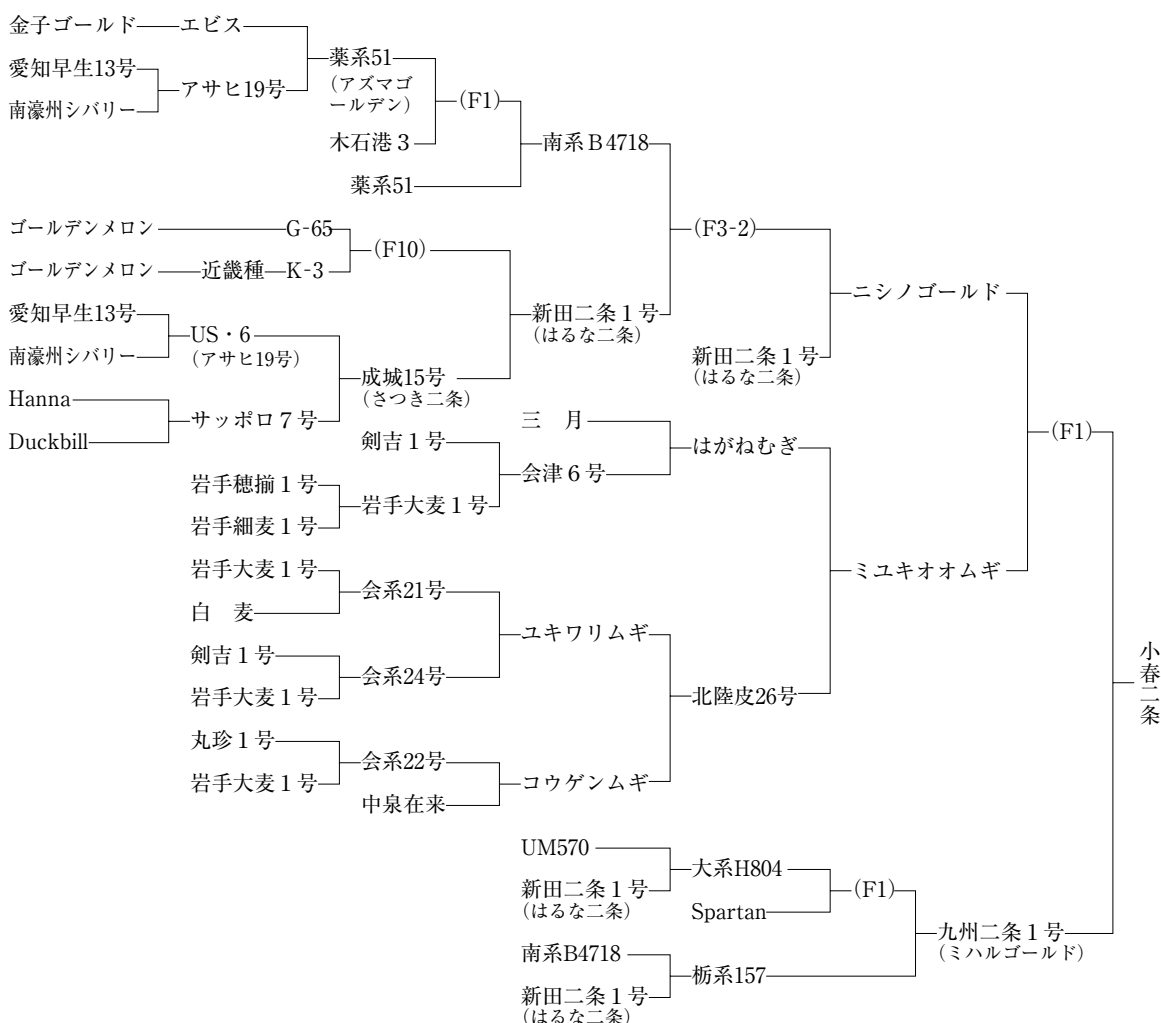 金子ゴールド エビス
愛知早生13号
南濠州シバリー
アサヒ19号
薬系51
(アズマゴ
ールデン)
木石港3
(F1)
薬系51
南系B4718
ゴールデンメロン G-65
ゴールデンメロン 近畿種 K-3
(F10)
愛知早生13号
南濠州シバリー
US・6
(アサヒ19号)
Hanna
Duckbill
サッポロ7号
成城15号
(さつき二条)
新田二条1号
(はるな二条)
(F3-2)
新田二条1号
(はるな二条)
ニシノゴールド
三 月
剣吉1号
岩手穂揃1号
岩手細麦1号
岩手大麦1号
会津6号
はがねむぎ
岩手大麦1号
白 麦
会系21号
剣吉1号
岩手大麦1号
会系24号
ユキワリムギ
丸珍1号
岩手大麦1号
会系22号
中泉在来
コウゲンムギ
北陸皮26号
ミユキオオムギ
(F1)
UM570
新田二条1号
(はるな二条)
大系H804
Spartan
(F1)
南系B4718
新田二条1号
(はるな二条)
栃系157
九州二条1号
(ミハルゴールド)
小春二条